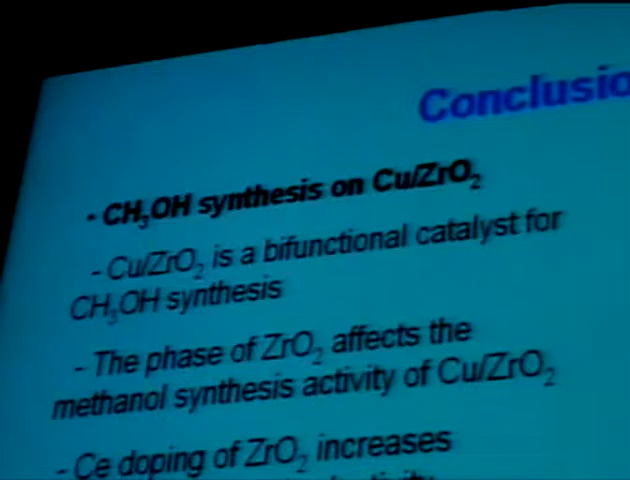 Conclusio
• CH₃OH synthesis on Cu/ZrO₂
- Cu/ZrO₂ is a bifunctional catalyst for
CH₃OH synthesis
- The phase of ZrO₂ affects the
methanol synthesis activity of Cu/ZrO₂
- Ce doping of ZrO₂ increases